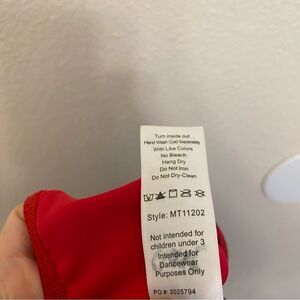 Turn inside out
Hand Wash Cold Separately
With Like Colors
No Bleach
Hang Dry
Do Not Iron
Do Not Dry-Clean
Style: MT11202
Not intended for
children under 3
Intended for
Dancewear
Purposes Only
PO #: 2025794